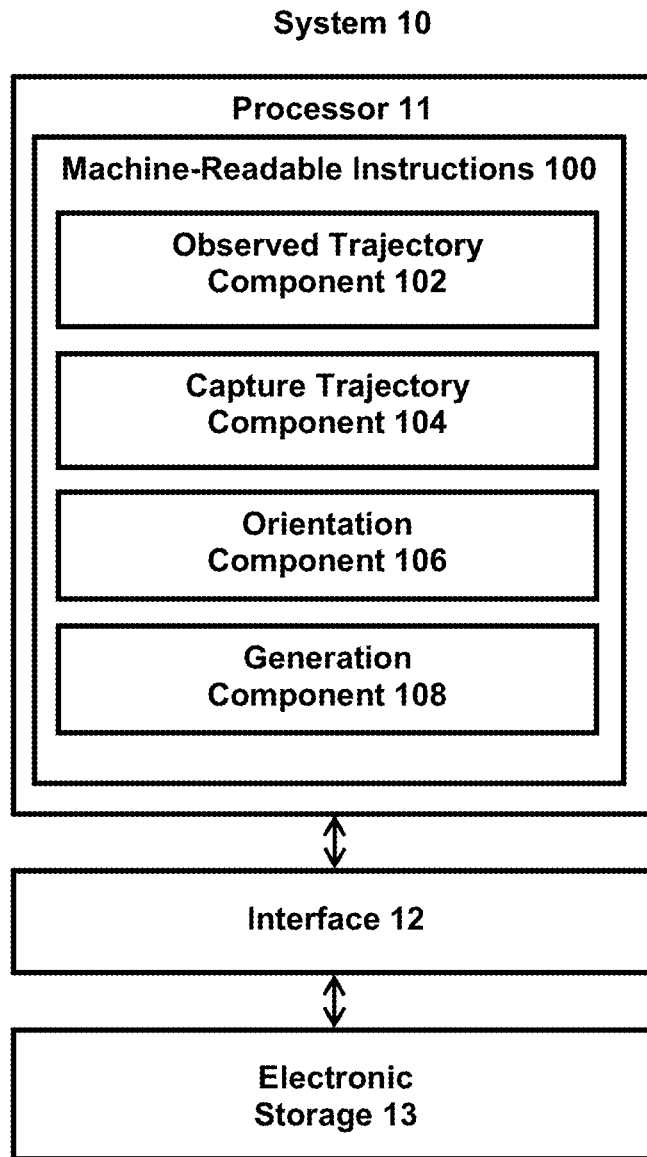 System 10
Processor 11
Machine-Readable Instructions 100
Observed Trajectory
Component 102
Capture Trajectory
Component 104
Orientation
Component 106
Generation
Component 108
Interface 12
Electronic
Storage 13